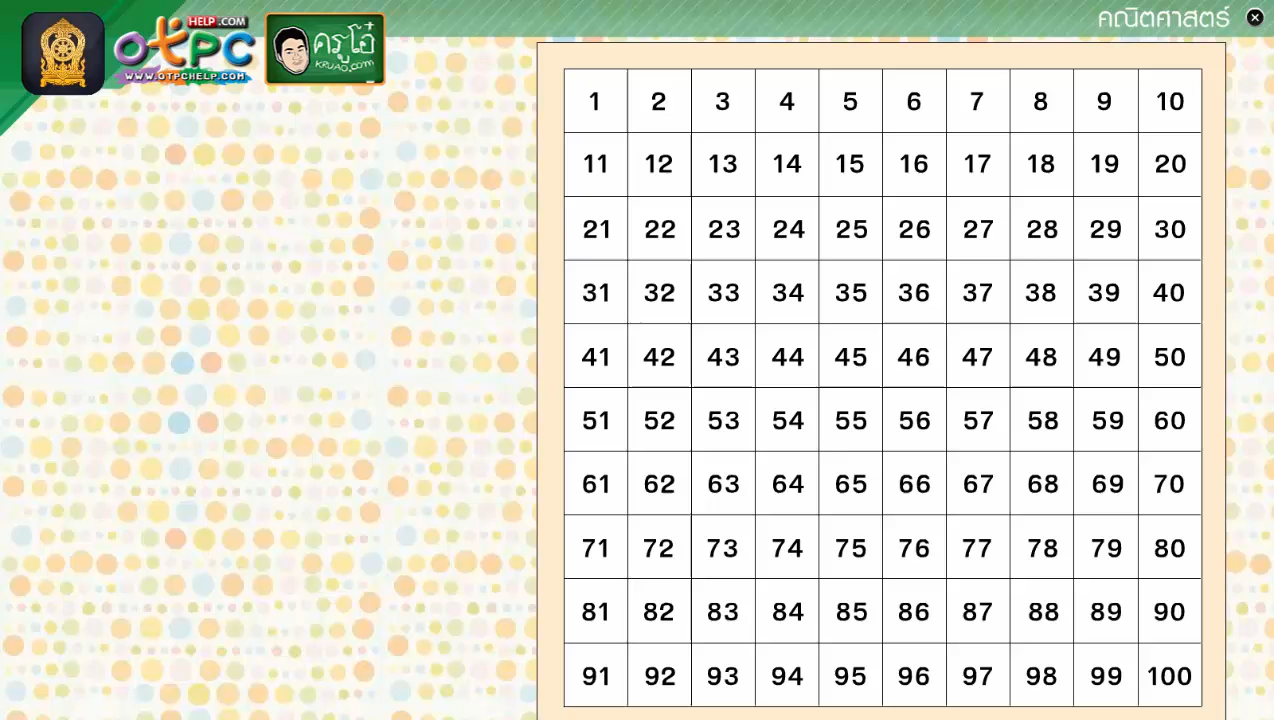 คณิตศาสตร์
HELP.COM
OTPC
WWW.OTPCHELP.COM
ครูโอ๋
KRUAO.COM
1 2 3 4 5 6 7 8 9 10
11 12 13 14 15 16 17 18 19 20
21 22 23 24 25 26 27 28 29 30
31 32 33 34 35 36 37 38 39 40
41 42 43 44 45 46 47 48 49 50
51 52 53 54 55 56 57 58 59 60
61 62 63 64 65 66 67 68 69 70
71 72 73 74 75 76 77 78 79 80
81 82 83 84 85 86 87 88 89 90
91 92 93 94 95 96 97 98 99 100